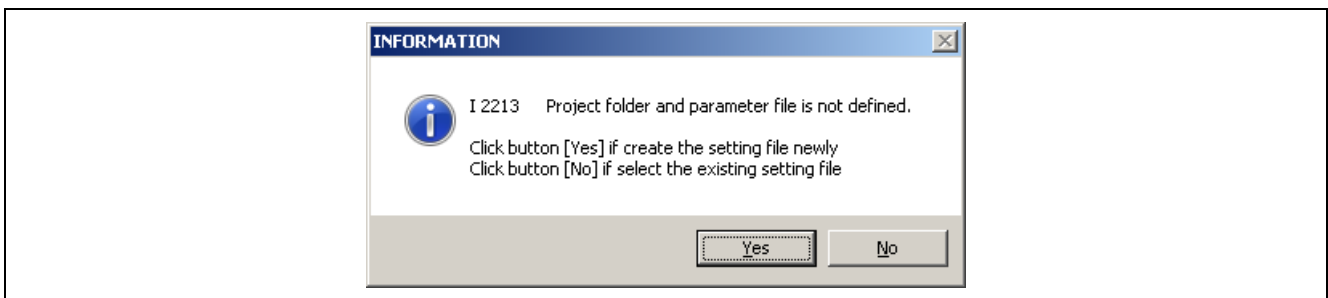 INFORMATION
I 2213 Project folder and parameter file is not defined.
Click button [Yes] if create the setting file newly
Click button [No] if select the existing setting file
Yes No